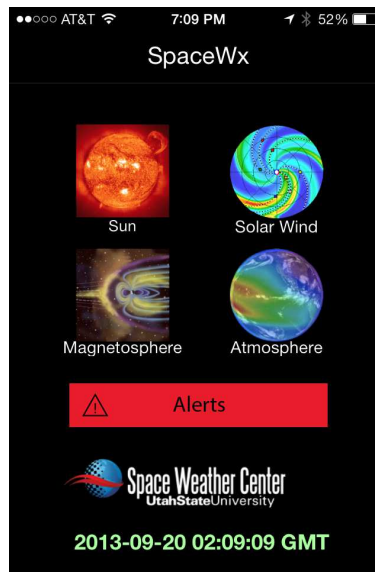 AT&T 7:09 PM 52%
SpaceWx
Sun Solar Wind
Magnetosphere Atmosphere
Alerts
Space Weather Center
UtahStateUniversity
2013-09-20 02:09:09 GMT